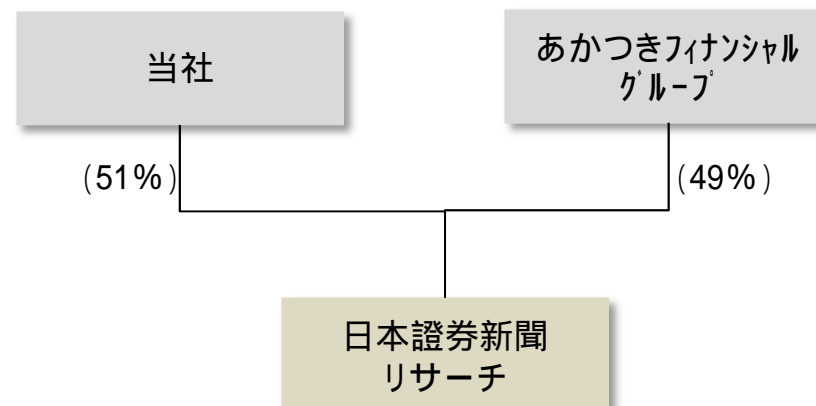 当社
あかつきﾌｨﾅﾝｼｬﾙ
ｸﾞﾙｰﾌﾟ
(51%)
(49%)
日本證券新聞
リサーチ